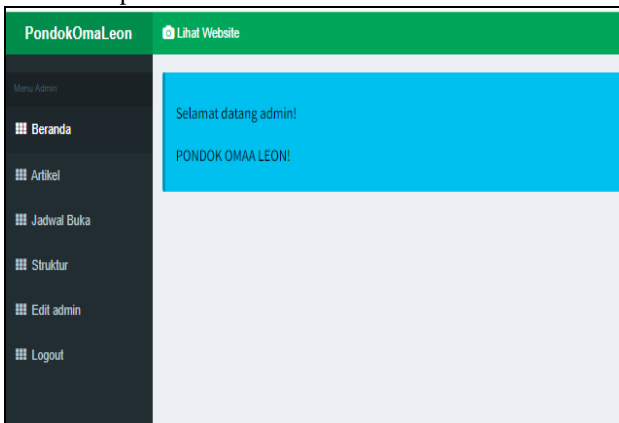 PondokOmaLeon
Lihat Website
Menu Admin
Beranda
Selamat datang admin!
PONDOK OMAA LEON!
Artikel
Jadwal Buka
Struktur
Edit admin
Logout